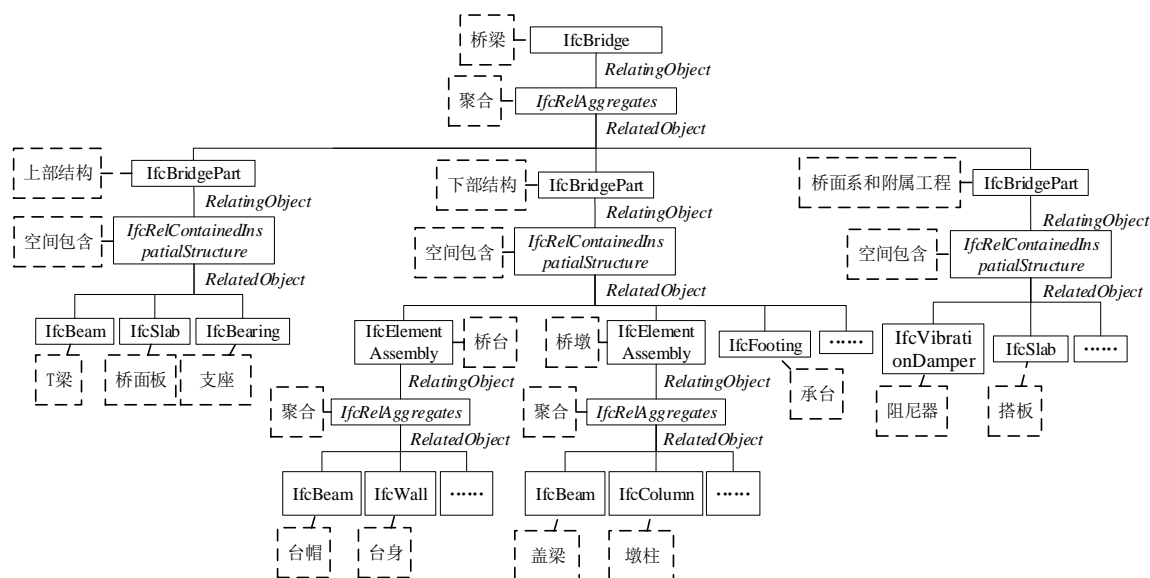 桥梁
IfcBridge
RelatingObject
聚合
IfcRelAggregates
RelatedObject
上部结构
IfcBridgePart
下部结构
IfcBridgePart
桥面系和附属工程
IfcBridgePart
RelatingObject
RelatingObject
RelatingObject
空间包含
IfcRelContainedIns
patialStructure
空间包含
IfcRelContainedIns
patialStructure
空间包含
IfcRelContainedIns
patialStructure
RelatedObject
RelatedObject
RelatedObject
IfcBeam
IfcSlab
IfcBearing
T梁
桥面板
支座
IfcElement
Assembly
桥台
桥墩
IfcElement
Assembly
IfcFooting
……
承台
IfcVibrati
onDamper
IfcSlab
……
阻尼器
搭板
RelatingObject
RelatingObject
聚合
IfcRelAggregates
聚合
IfcRelAggregates
RelatedObject
RelatedObject
IfcBeam
IfcWall
……
IfcBeam
IfcColumn
……
台帽
台身
盖梁
墩柱